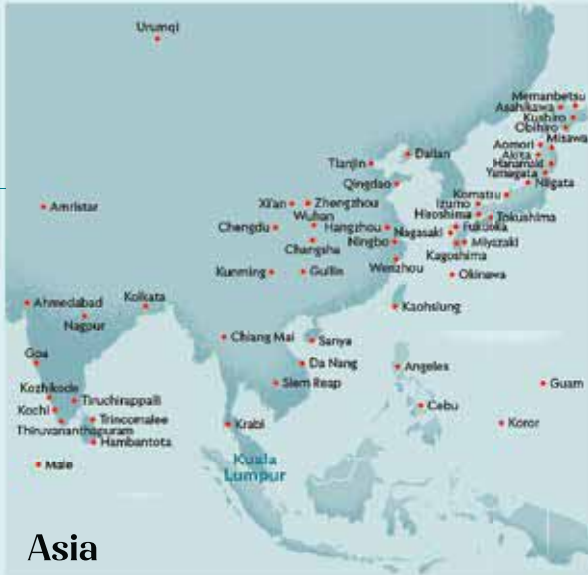 Urumqi
Memanbetsu
Asahikawa
Kushiro
Obihiro
Misawa
Aomori
Akita
Hanamaki
Yamagata
Niigata
Dalian
Tianjin
Qingdao
Komatsu
Izumo
Hiroshima
Tokushima
Amristar
Xi'an
Zhengzhou
Wuhan
Chengdu
Hangzhou
Nagasaki
Fukuoka
Changsha
Ningbo
Miyazaki
Kagoshima
Kunming
Guilin
Wenzhou
Okinawa
Ahmedabad
Kolkata
Nagpur
Kaohsiung
Chiang Mai
Sanya
Goa
Da Nang
Angeles
Siem Reap
Guam
Kozhikode
Tiruchirappalli
Kochi
Cebu
Trincomalee
Koror
Thiruvananthapuram
Krabi
Hambantota
Male
Kuala
Lumpur
Asia